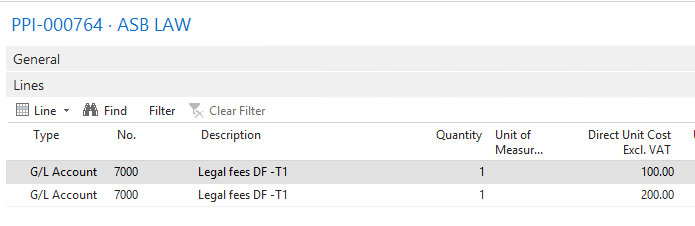 PPI-000764 · ASB LAW
General
Lines
Line Find Filter Clear Filter
Type No. Description Quantity Unit of Measur... Direct Unit Cost Excl. VAT
G/L Account 7000 Legal fees DF -T1 1 100.00
G/L Account 7000 Legal fees DF -T1 1 200.00